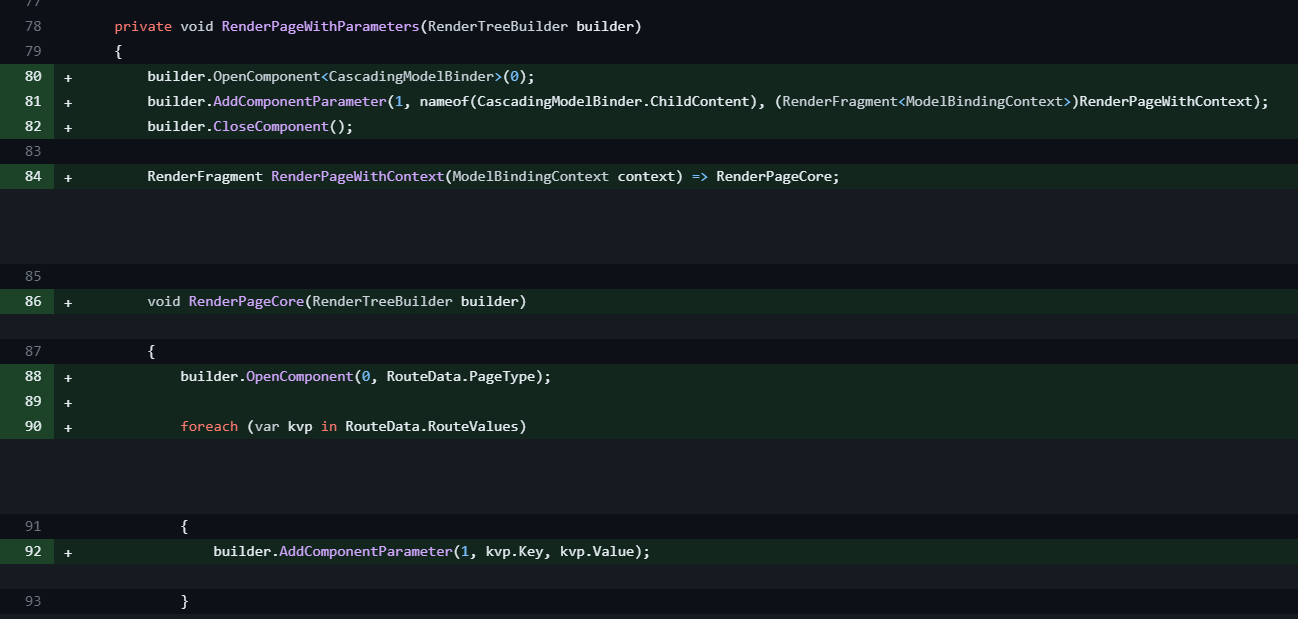 77
78 private void RenderPageWithParameters(RenderTreeBuilder builder)
79 {
80 + builder.OpenComponent<CascadingModelBinder>(0);
81 + builder.AddComponentParameter(1, nameof(CascadingModelBinder.ChildContent), (RenderFragment<ModelBindingContext>)RenderPageWithContext);
82 + builder.CloseComponent();
83
84 + RenderFragment RenderPageWithContext(ModelBindingContext context) => RenderPageCore;
85
86 + void RenderPageCore(RenderTreeBuilder builder)
87 {
88 + builder.OpenComponent(0, RouteData.PageType);
89 +
90 + foreach (var kvp in RouteData.RouteValues)
91 {
92 + builder.AddComponentParameter(1, kvp.Key, kvp.Value);
93 }